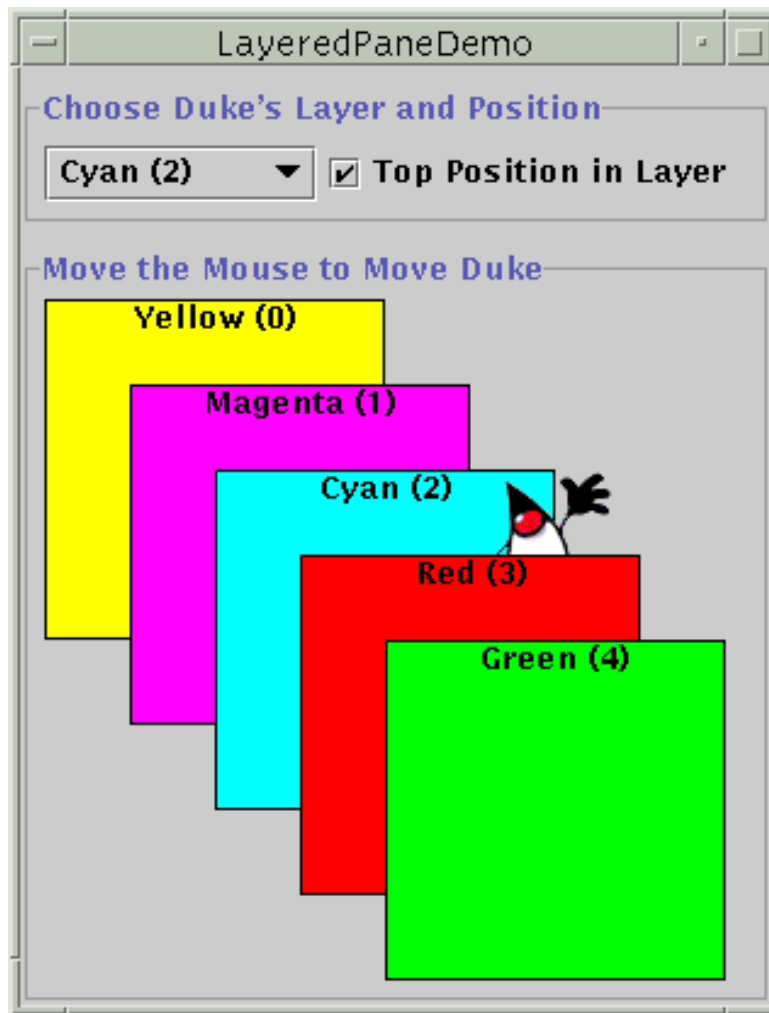 LayeredPaneDemo
Choose Duke's Layer and Position
Cyan (2) Top Position in Layer
Move the Mouse to Move Duke
Yellow (0)
Magenta (1)
Cyan (2)
Red (3)
Green (4)